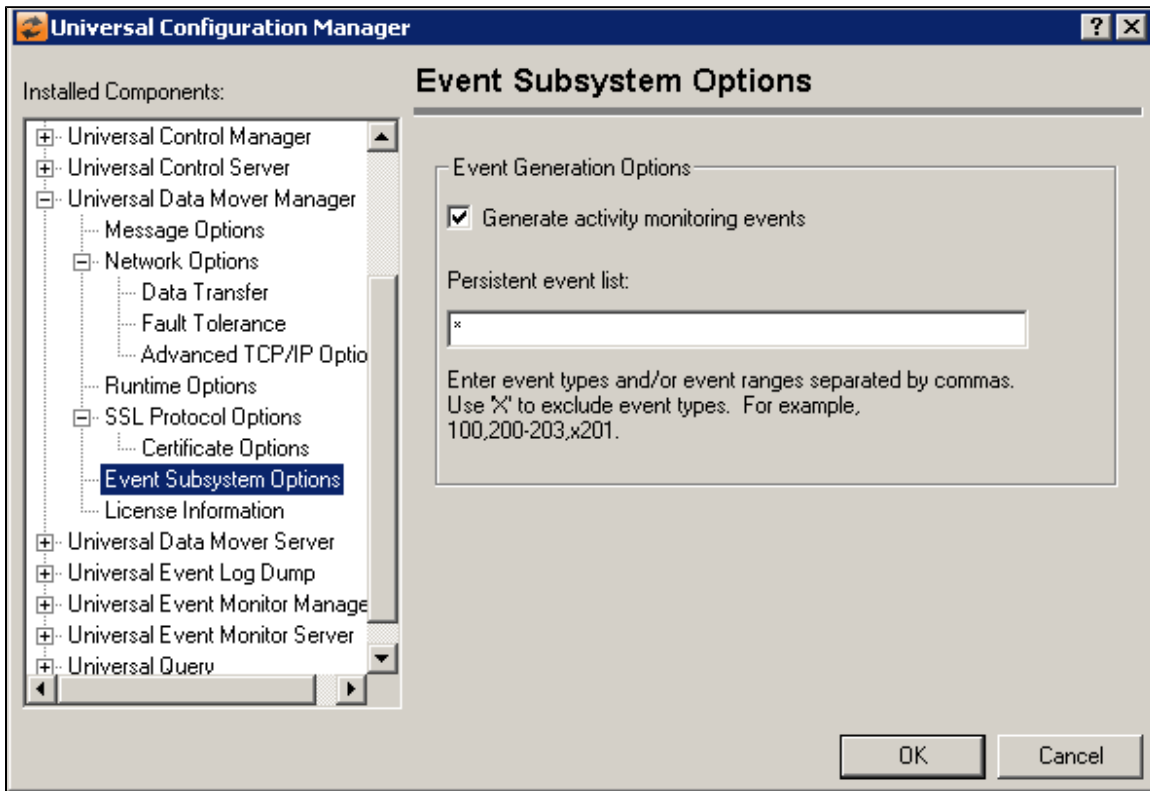 Universal Configuration Manager
Installed Components:
Universal Control Manager
Universal Control Server
Universal Data Mover Manager
Message Options
Network Options
Data Transfer
Fault Tolerance
Advanced TCP/IP Optio
Runtime Options
SSL Protocol Options
Certificate Options
Event Subsystem Options
License Information
Universal Data Mover Server
Universal Event Log Dump
Universal Event Monitor Manage
Universal Event Monitor Server
Universal Query
Event Subsystem Options
Event Generation Options
Generate activity monitoring events
Persistent event list:
*
Enter event types and/or event ranges separated by commas.
Use 'X' to exclude event types. For example,
100,200-203,x201.
OK
Cancel